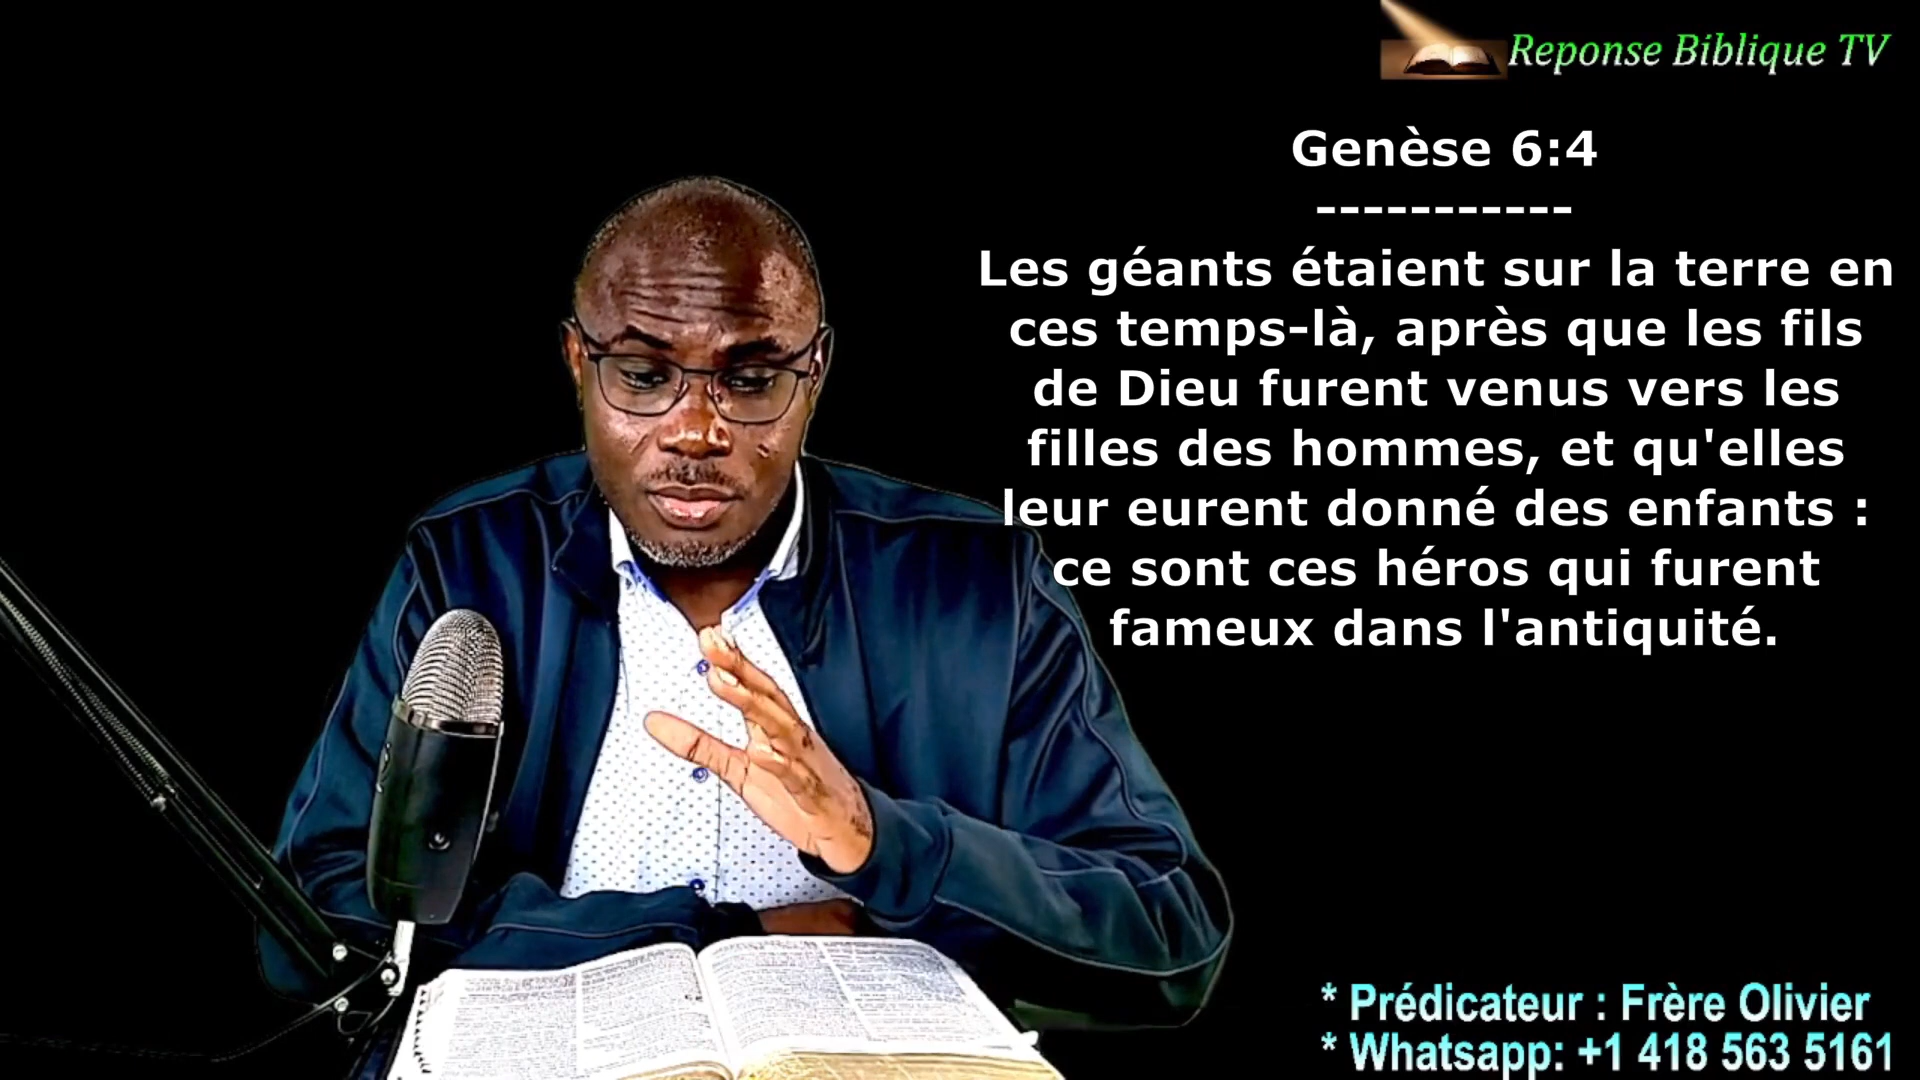 Reponse Biblique TV
Genèse 6:4
-----------
Les géants étaient sur la terre en
ces temps-là, après que les fils
de Dieu furent venus vers les
filles des hommes, et qu'elles
leur eurent donné des enfants :
ce sont ces héros qui furent
fameux dans l'antiquité.
* Prédicateur : Frère Olivier
* Whatsapp: +1 418 563 5161